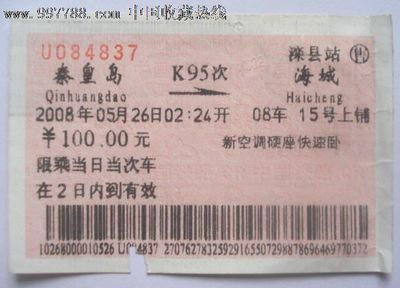 www.997788.com 中国收藏热线
U084837 滦县站 售
秦皇岛 K95次 海城
Qinhuangdao Haicheng
2008年05月26日02:24开 08车 15号上铺
￥100.00元 新空调硬座快速卧
限乘当日当次车
在2日内到有效
10268000010526 U084837 2707627832592916550729887869646977037​2